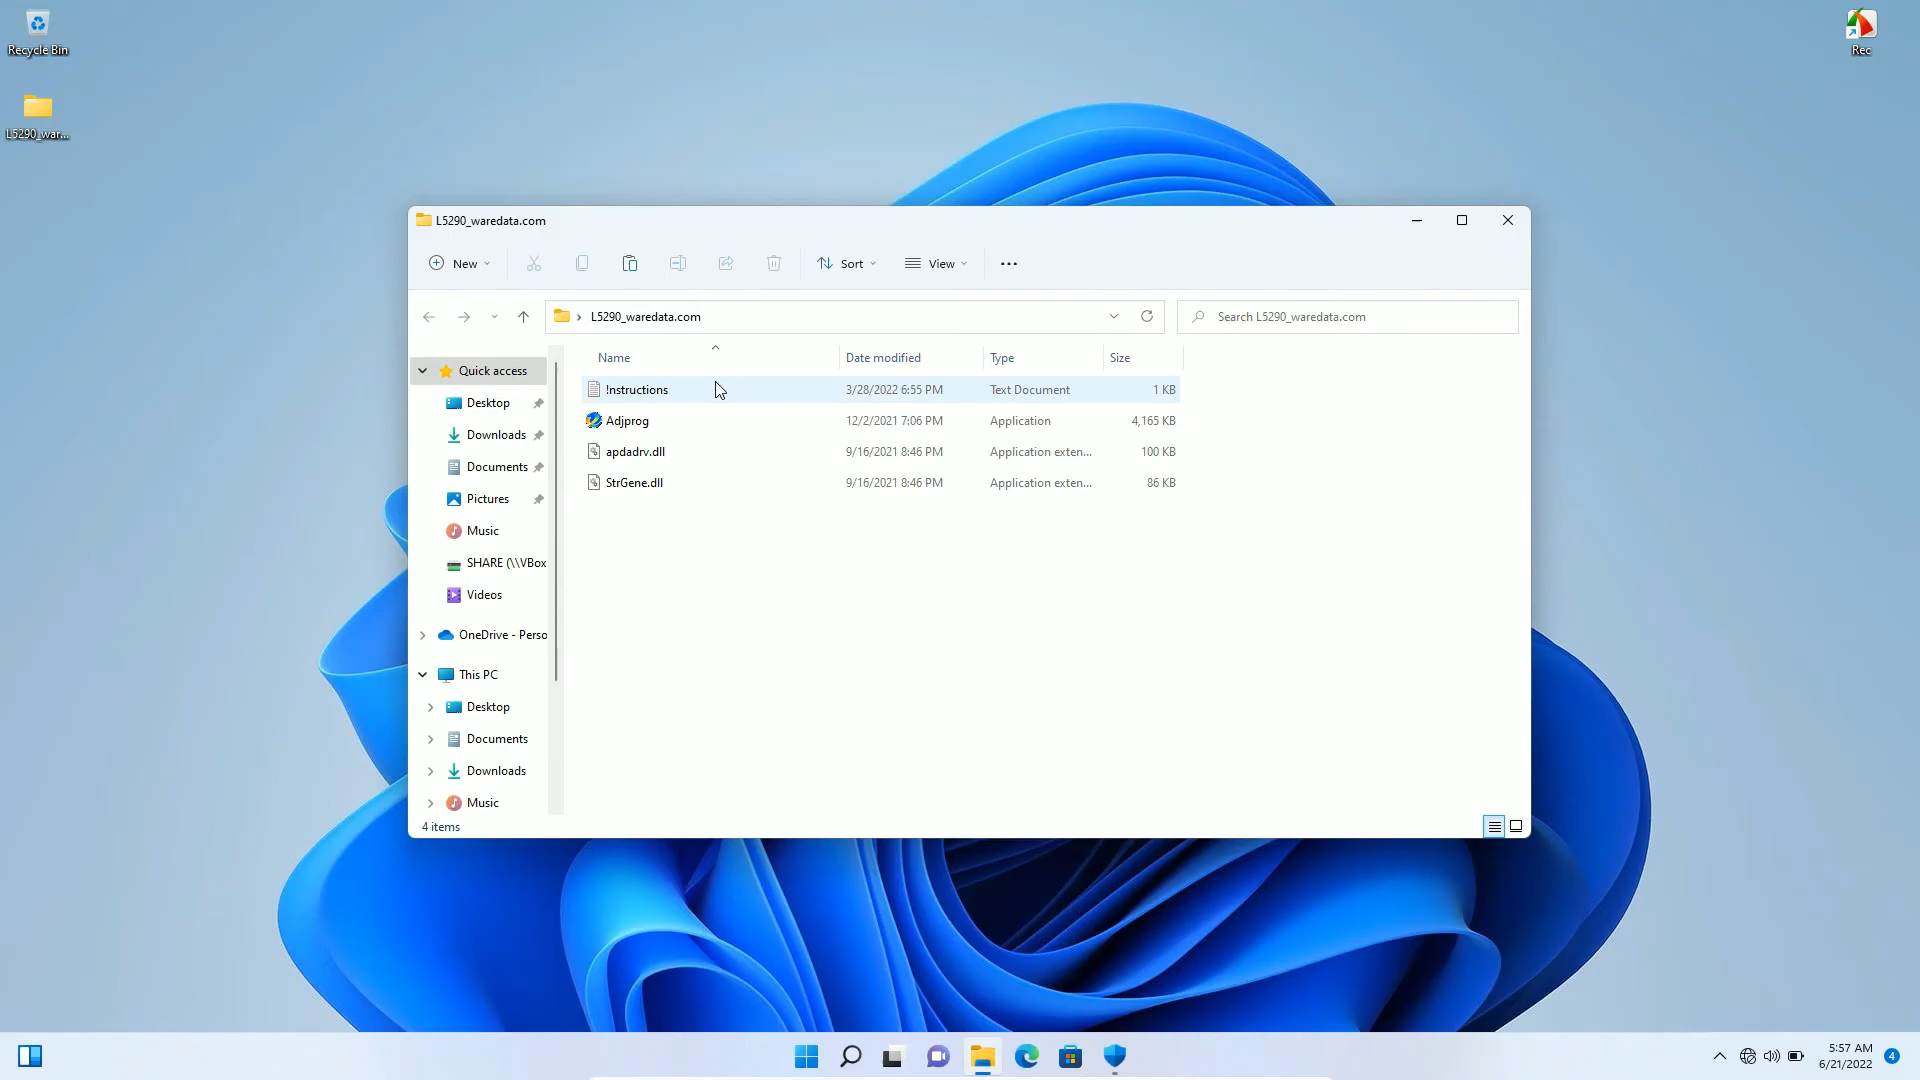 Recycle Bin
Rec
L5290_war...
L5290_waredata.com
New
Sort
View
L5290_waredata.com
Search L5290_waredata.com
Name
Date modified
Type
Size
Quick access
!nstructions
3/28/2022 6:55 PM
Text Document
1 KB
Desktop
Adjprog
12/2/2021 7:06 PM
Application
4,165 KB
Downloads
apdadrv.dll
9/16/2021 8:46 PM
Application exten...
100 KB
Documents
StrGene.dll
9/16/2021 8:46 PM
Application exten...
86 KB
Pictures
Music
SHARE (\\VBox
Videos
OneDrive - Perso
This PC
Desktop
Documents
Downloads
Music
4 items
5:57 AM
6/21/2022
4